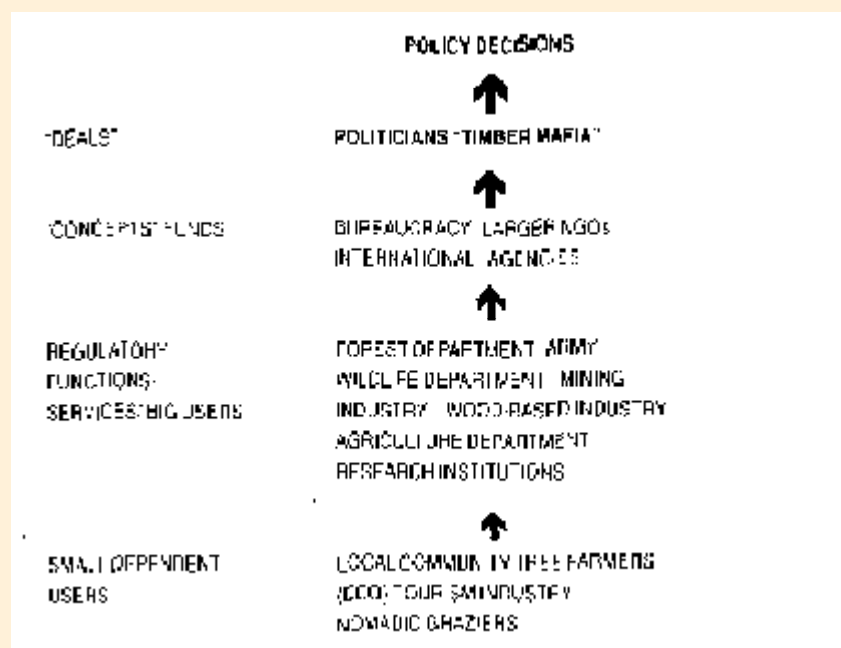 POLICY DECISIONS
"DEALS" POLITICIANS "TIMBER MAFIA"
"CONCEPTS" FUNDS BUREAUCRACY LARGER NGOs
INTERNATIONAL AGENCIES
REGULATORY FOREST DEPARTMENT ARMY
FUNCTIONS- WILDLIFE DEPARTMENT MINING
SERVICES/BIG USERS INDUSTRY WOOD-BASED INDUSTRY
AGRICULTURE DEPARTMENT
RESEARCH INSTITUTIONS
SMALL DEPENDENT LOCAL COMMUNITY TREE FARMERS
USERS TOURISM INDUSTRY
NOMADIC GRAZIERS